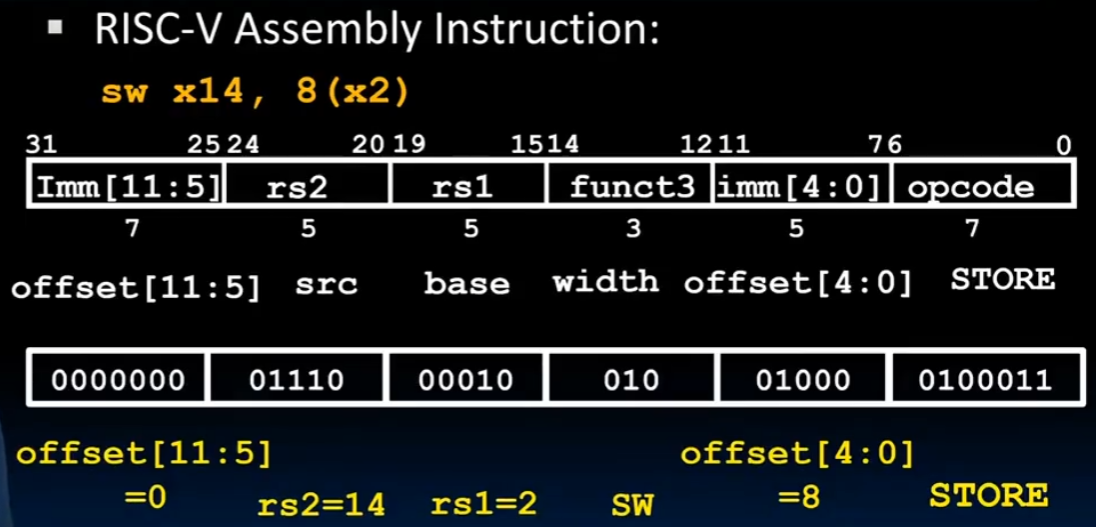 ▪ RISC-V Assembly Instruction:
sw x14, 8(x2)
31 25 24 20 19 15 14 12 11 7 6 0
Imm[11:5] rs2 rs1 funct3 imm[4:0] opcode
7 5 5 3 5 7
offset[11:5] src base width offset[4:0] STORE
0000000 01110 00010 010 01000 0100011
offset[11:5] offset[4:0]
=0 rs2=14 rs1=2 SW =8 STORE